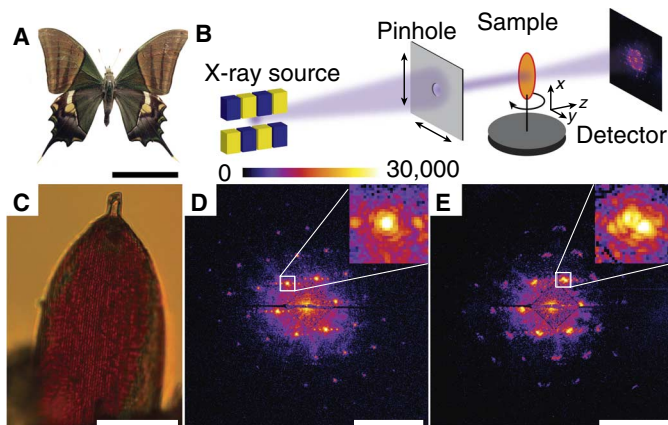 A
B
X-ray source
Pinhole
Sample
x
z
y
Detector
0
30,000
C
D
E